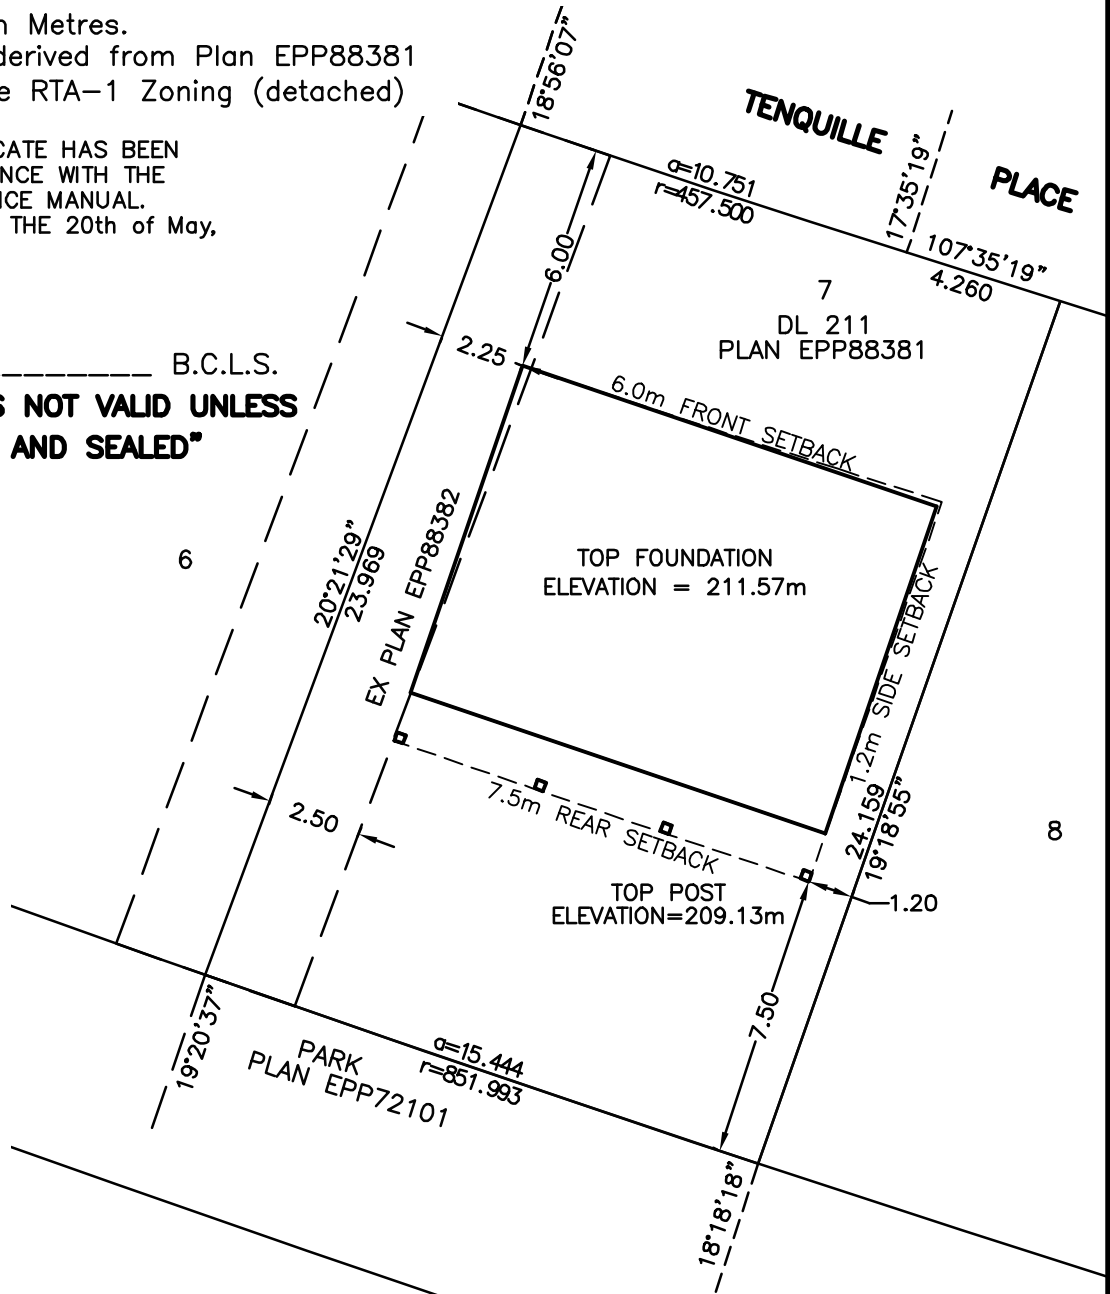 n Metres.
derived from Plan EPP88381
e RTA-1 Zoning (detached)
CATE HAS BEEN
NCE WITH THE
ICE MANUAL.
THE 20th of May,
_______ B.C.L.S.
S NOT VALID UNLESS
AND SEALED"
18°56'07"
TENQUILLE
PLACE
17°35'19"
a=10.751
r=457.500
107°35'19"
4.260
6.00
7
DL 211
PLAN EPP88381
2.25
6.0m FRONT SETBACK
TOP FOUNDATION
ELEVATION = 211.57m
6
20°21'29"
23.969
EX PLAN EPP88382
1.2m SIDE SETBACK
24.159
19°18'55"
8
2.50
7.5m REAR SETBACK
TOP POST
ELEVATION=209.13m
1.20
7.50
19°20'37"
PARK
PLAN EPP72101
a=15.444
r=851.993
18°18'18"